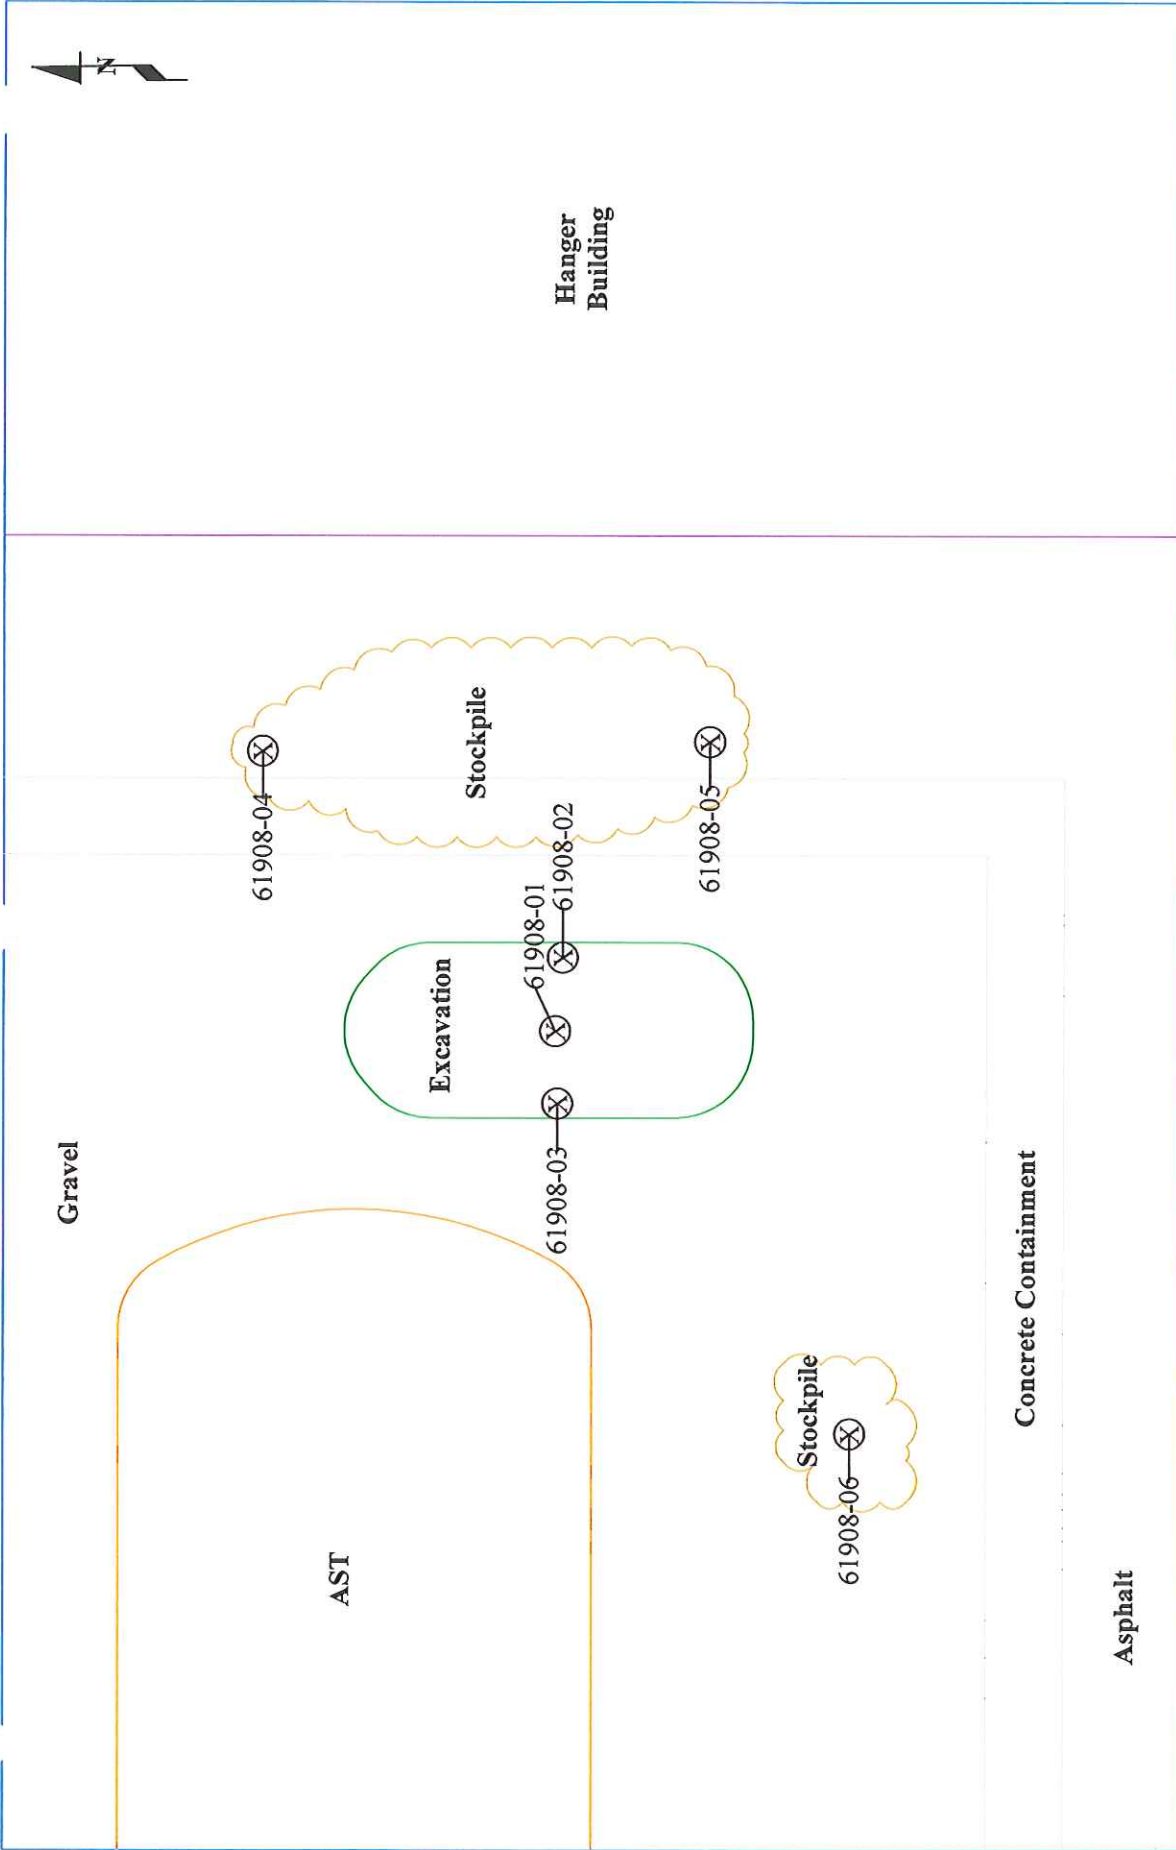 N
Gravel
Hanger
Building
AST
Excavation
Stockpile
61908-04
61908-01
61908-02
61908-03
61908-05
Stockpile
X
X
X
X
X
X
61908-06
Concrete Containment
Asphalt